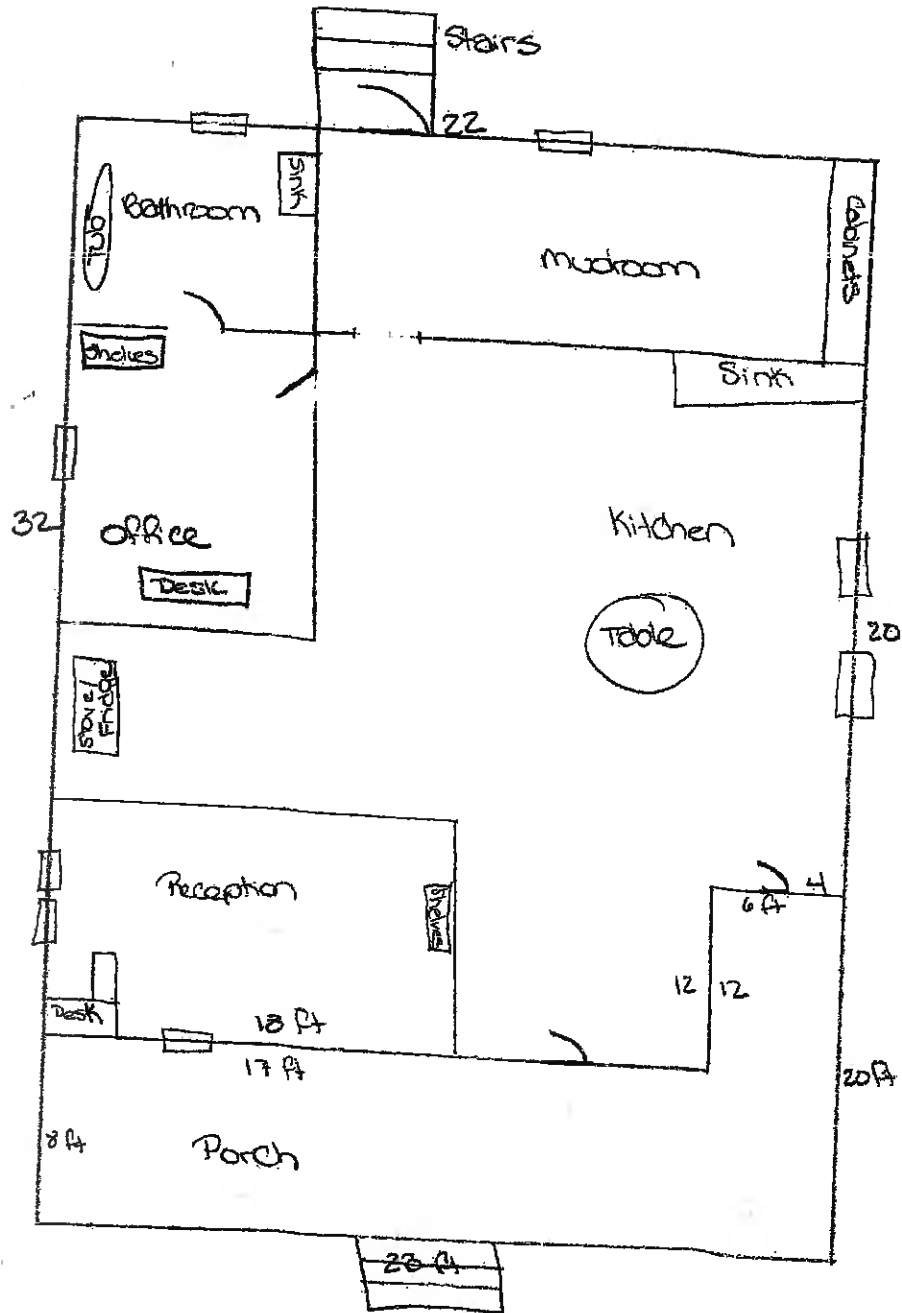 Stairs
22
Sink
Bathroom
Tub
Cabinets
Mudroom
Shelves
Sink
32
Office
Kitchen
Desk
Table
20
Stove/
Fridge
Reception
Shelves
4
6 ft
12
12
Desk
18 ft
17 ft
20 ft
8 ft
Porch
23 ft